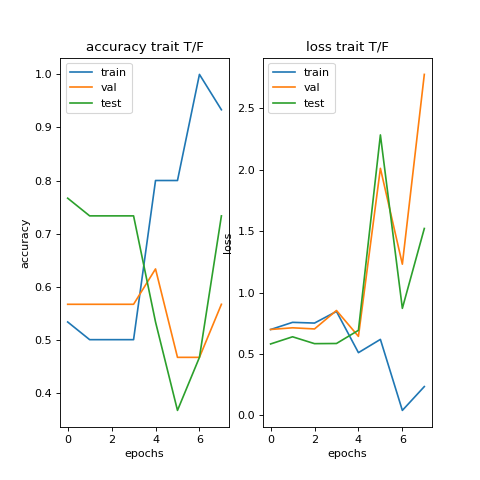 accuracy trait T/F
train
val
test
1.0
0.9
0.8
0.7
0.6
0.5
0.4
accuracy
0
2
4
6
epochs
loss trait T/F
train
val
test
2.5
2.0
1.5
1.0
0.5
0.0
loss
0
2
4
6
epochs